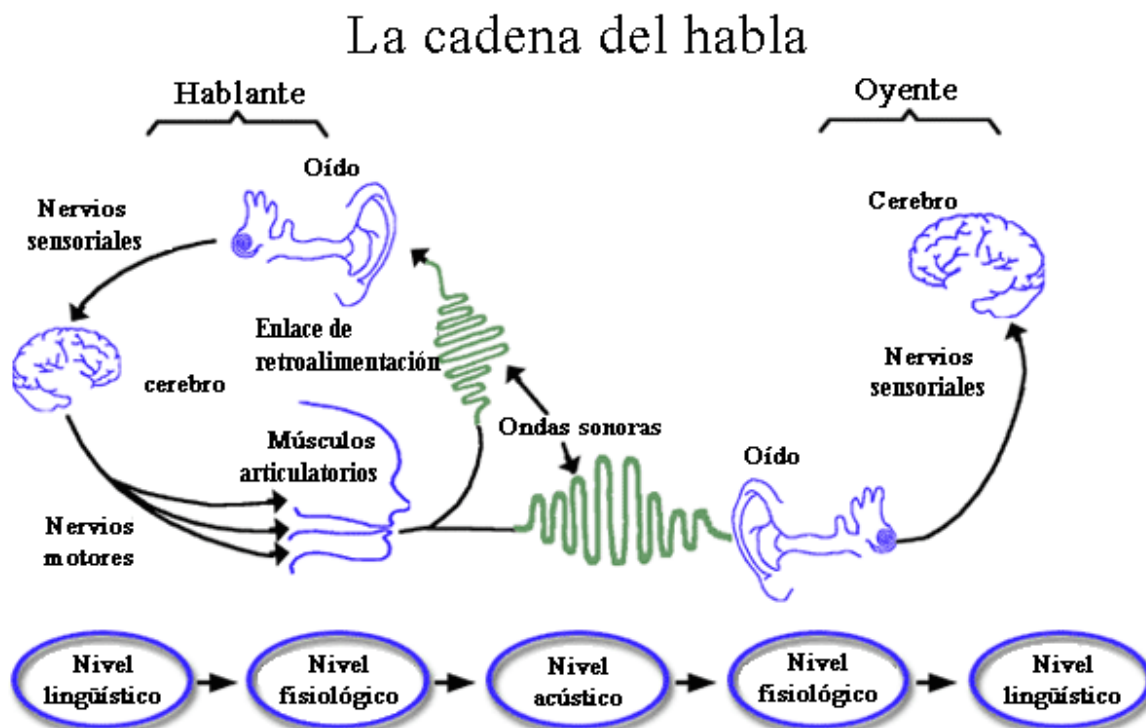 La cadena del habla
Hablante
Oyente
Oído
Nervios
sensoriales
Cerebro
Enlace de
retroalimentación
cerebro
Nervios
sensoriales
Ondas sonoras
Músculos
articulatorios
Oído
Nervios
motores
Nivel
lingüístico
Nivel
fisiológico
Nivel
acústico
Nivel
fisiológico
Nivel
lingüístico